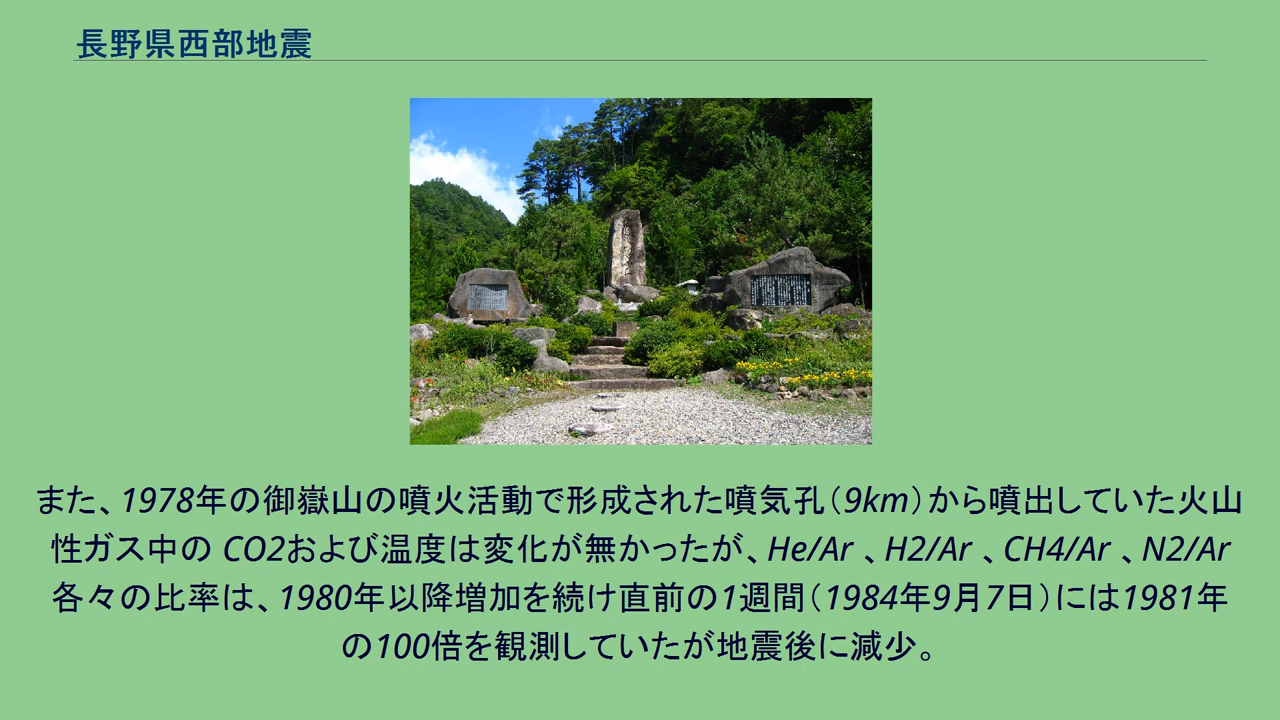 長野県西部地震
また、1978年の御嶽山の噴火活動で形成された噴気孔（9km）から噴出していた火山
性ガス中の CO2および温度は変化が無かったが、He/Ar 、H2/Ar 、CH4/Ar 、N2/Ar
各々の比率は、1980年以降増加を続け直前の1週間（1984年9月7日）には1981年
の100倍を観測していたが地震後に減少。